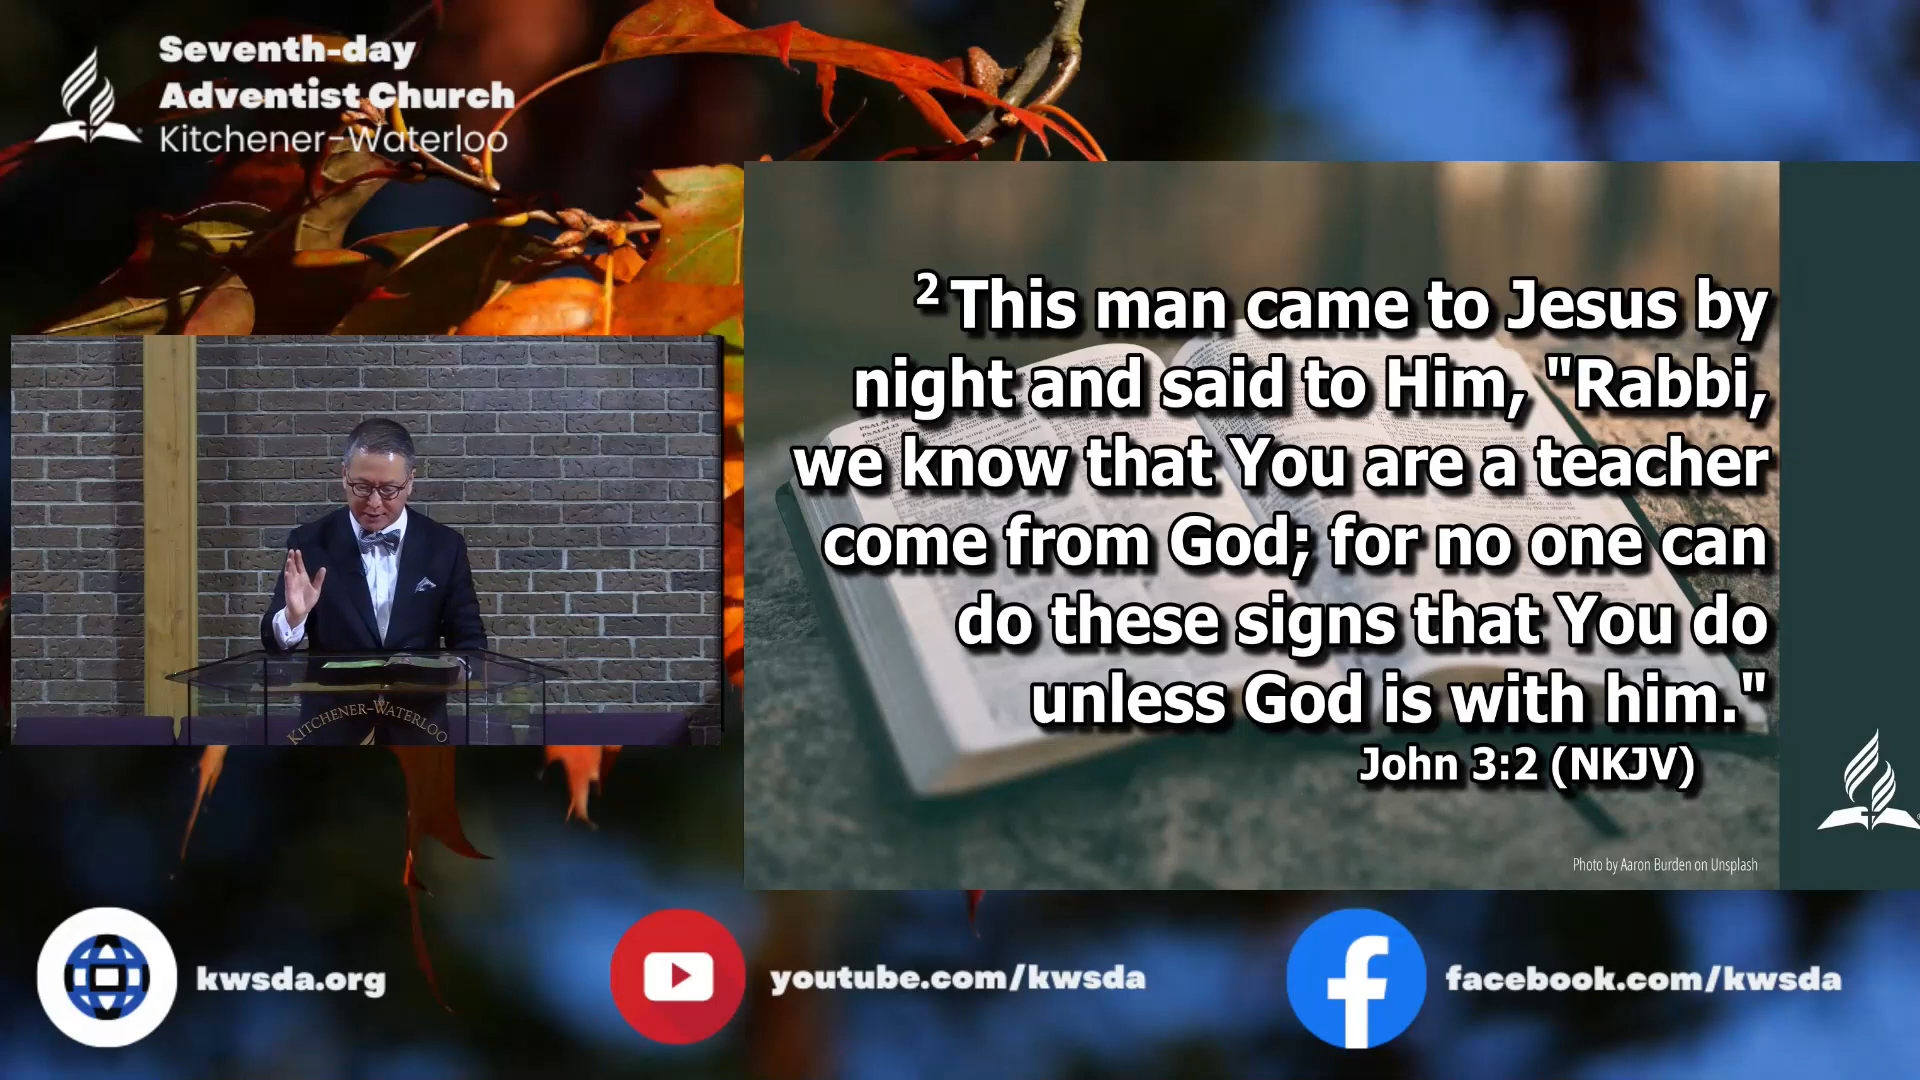 Seventh-day
Adventist Church
Kitchener-Waterloo
2 This man came to Jesus by
night and said to Him, "Rabbi,
we know that You are a teacher
come from God; for no one can
do these signs that You do
unless God is with him."
John 3:2 (NKJV)
Photo by Aaron Burden on Unsplash
KITCHENER-WATERLOO
kwsda.org
youtube.com/kwsda
facebook.com/kwsda